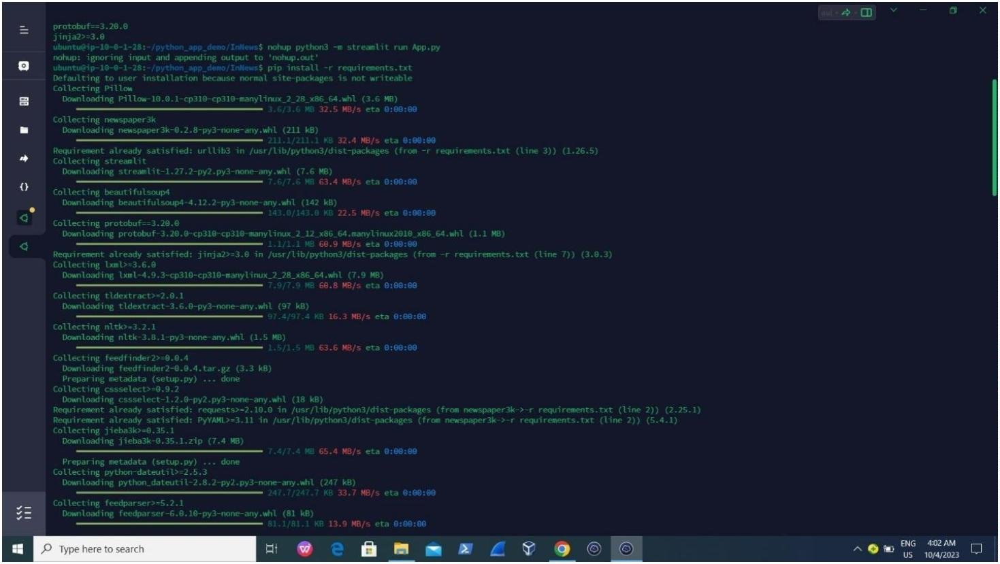 protobuf==3.20.0
jinja2>=3.0
ubuntu@ip-10-0-1-28:~/python_app_demo/InNews$ nohup python3 -m streamlit run App.py
nohup: ignoring input and appending output to 'nohup.out'
ubuntu@ip-10-0-1-28:~/python_app_demo/InNews$ pip install -r requirements.txt
Defaulting to user installation because normal site-packages is not writeable
Collecting Pillow
Downloading Pillow-10.0.1-cp310-cp310-manylinux_2_28_x86_64.whl (3.6 MB)
3.6/3.6 MB 32.5 MB/s eta 0:00:00
Collecting newspaper3k
Downloading newspaper3k-0.2.8-py3-none-any.whl (211 kB)
211.1/211.1 KB 32.4 MB/s eta 0:00:00
Requirement already satisfied: urllib3 in /usr/lib/python3/dist-packages (from -r requirements.txt (line 3)) (1.26.5)
Collecting streamlit
Downloading streamlit-1.27.2-py2.py3-none-any.whl (7.6 MB)
7.6/7.6 MB 63.4 MB/s eta 0:00:00
Collecting beautifulsoup4
Downloading beautifulsoup4-4.12.2-py3-none-any.whl (142 kB)
143.0/143.0 KB 22.5 MB/s eta 0:00:00
Collecting protobuf==3.20.0
Downloading protobuf-3.20.0-cp310-cp310-manylinux_2_12_x86_64.manylinux2010_x86_64.whl (1.1 MB)
1.1/1.1 MB 60.9 MB/s eta 0:00:00
Requirement already satisfied: jinja2>=3.0 in /usr/lib/python3/dist-packages (from -r requirements.txt (line 7)) (3.0.3)
Collecting lxml>=3.6.0
Downloading lxml-4.9.3-cp310-cp310-manylinux_2_28_x86_64.whl (7.9 MB)
7.9/7.9 MB 60.8 MB/s eta 0:00:00
Collecting tldextract>=2.0.1
Downloading tldextract-3.6.0-py3-none-any.whl (97 kB)
97.4/97.4 KB 16.3 MB/s eta 0:00:00
Collecting nltk>=3.2.1
Downloading nltk-3.8.1-py3-none-any.whl (1.5 MB)
1.5/1.5 MB 63.6 MB/s eta 0:00:00
Collecting feedfinder2>=0.0.4
Downloading feedfinder2-0.0.4.tar.gz (3.3 kB)
Preparing metadata (setup.py) ... done
Collecting cssselect>=0.9.2
Downloading cssselect-1.2.0-py2.py3-none-any.whl (18 kB)
Requirement already satisfied: requests>=2.10.0 in /usr/lib/python3/dist-packages (from newspaper3k->-r requirements.txt (line 2)) (2.25.1)
Requirement already satisfied: PyYAML>=3.11 in /usr/lib/python3/dist-packages (from newspaper3k->-r requirements.txt (line 2)) (5.4.1)
Collecting jieba3k>=0.35.1
Downloading jieba3k-0.35.1.zip (7.4 MB)
7.4/7.4 MB 65.4 MB/s eta 0:00:00
Preparing metadata (setup.py) ... done
Collecting python-dateutil>=2.5.3
Downloading python_dateutil-2.8.2-py2.py3-none-any.whl (247 kB)
247.7/247.7 KB 33.7 MB/s eta 0:00:00
Collecting feedparser>=5.2.1
Downloading feedparser-6.0.10-py3-none-any.whl (81 kB)
81.1/81.1 KB 13.9 MB/s eta 0:00:00
Type here to search
ENG
US
4:02 AM
10/4/2023